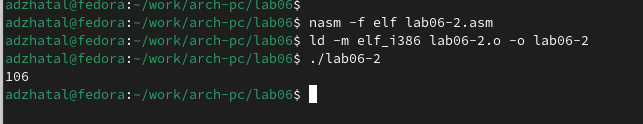 adzhatal@fedora:~/work/arch-pc/lab06$
adzhatal@fedora:~/work/arch-pc/lab06$ nasm -f elf lab06-2.asm
adzhatal@fedora:~/work/arch-pc/lab06$ ld -m elf_i386 lab06-2.o -o lab06-2
adzhatal@fedora:~/work/arch-pc/lab06$ ./lab06-2
106
adzhatal@fedora:~/work/arch-pc/lab06$